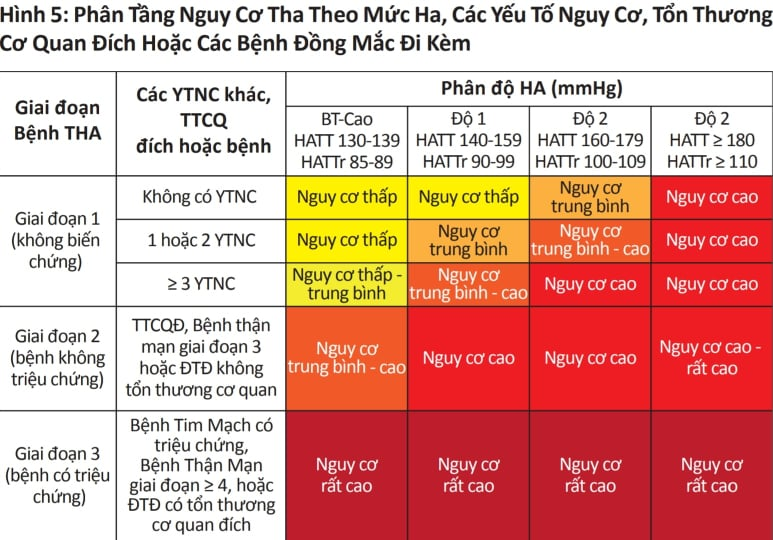 Hình 5: Phân Tầng Nguy Cơ Tha Theo Mức Ha, Các Yếu Tố Nguy Cơ, Tổn Thương
Cơ Quan Đích Hoặc Các Bệnh Đồng Mắc Đi Kèm
Giai đoạn
Bệnh THA
Các YTNC khác,
TTCQ
đích hoặc bệnh
Phân độ HA (mmHg)
BT-Cao
HATT 130-139
HATTr 85-89
Độ 1
HATT 140-159
HATTr 90-99
Độ 2
HATT 160-179
HATTr 100-109
Độ 2
HATT ≥ 180
HATTr ≥ 110
Giai đoạn 1
(không biến
chứng)
Không có YTNC
Nguy cơ thấp
Nguy cơ thấp
Nguy cơ
trung bình
Nguy cơ cao
1 hoặc 2 YTNC
Nguy cơ thấp
Nguy cơ
trung bình
Nguy cơ
trung bình - cao
Nguy cơ cao
≥ 3 YTNC
Nguy cơ thấp -
trung bình
Nguy cơ
trung bình - cao
Nguy cơ cao
Nguy cơ cao
Giai đoạn 2
(bệnh không
triệu chứng)
TTCQĐ, Bệnh thận
mạn giai đoạn 3
hoặc ĐTĐ không
tổn thương cơ quan
Nguy cơ
trung bình - cao
Nguy cơ cao
Nguy cơ cao
Nguy cơ cao -
rất cao
Giai đoạn 3
(bệnh có triệu
chứng)
Bệnh Tim Mạch có
triệu chứng,
Bệnh Thận Mạn
giai đoạn ≥ 4, hoặc
ĐTĐ có tổn thương
cơ quan đích
Nguy cơ
rất cao
Nguy cơ
rất cao
Nguy cơ
rất cao
Nguy cơ
rất cao